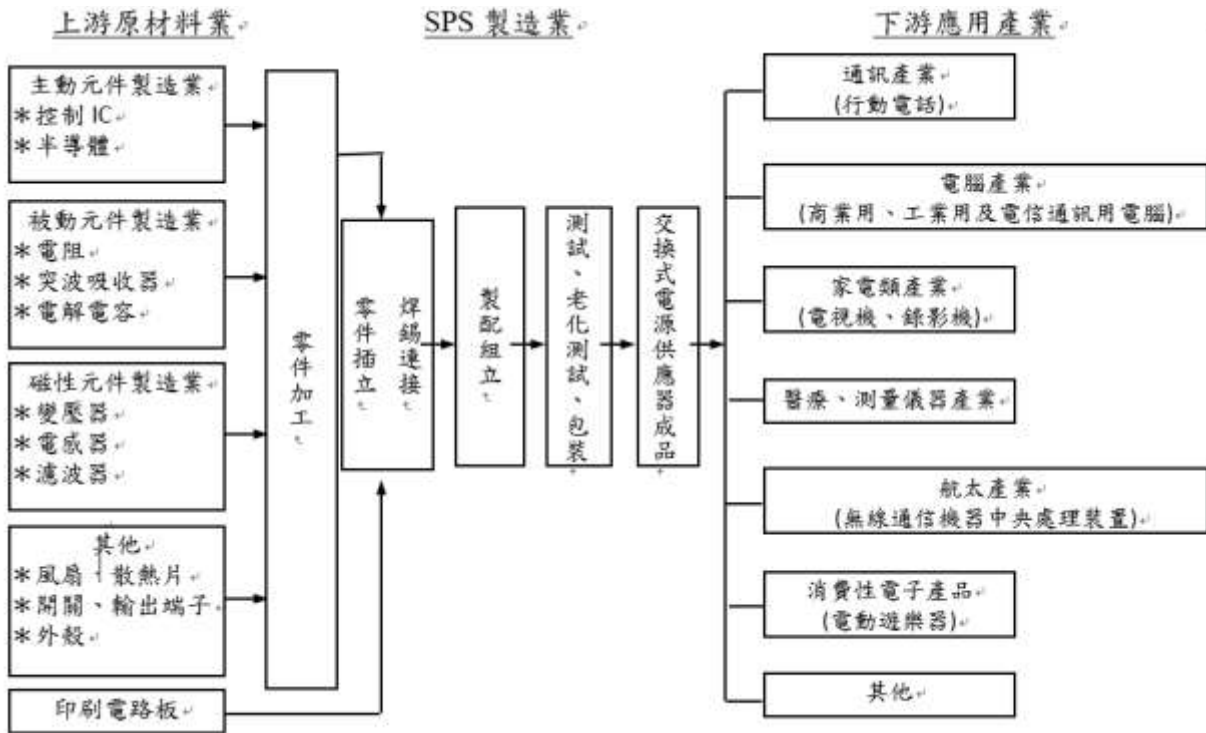 上游原材料業
SPS 製造業
下游應用產業
主動元件製造業
＊控制 IC
＊半導體
被動元件製造業
＊電阻
＊突波吸收器
＊電解電容
磁性元件製造業
＊變壓器
＊電感器
＊濾波器
其他
＊風扇、散熱片
＊開關、輸出端子
＊外殼
印刷電路板
零件加工
零件插立
焊錫連接
製配組立
測試、老化測試、包裝
交換式電源供應器成品
通訊產業
(行動電話)
電腦產業
(商業用、工業用及電信通訊用電腦)
家電類產業
(電視機、錄影機)
醫療、測量儀器產業
航太產業
(無線通信機器中央處理裝置)
消費性電子產品
(電動遊樂器)
其他